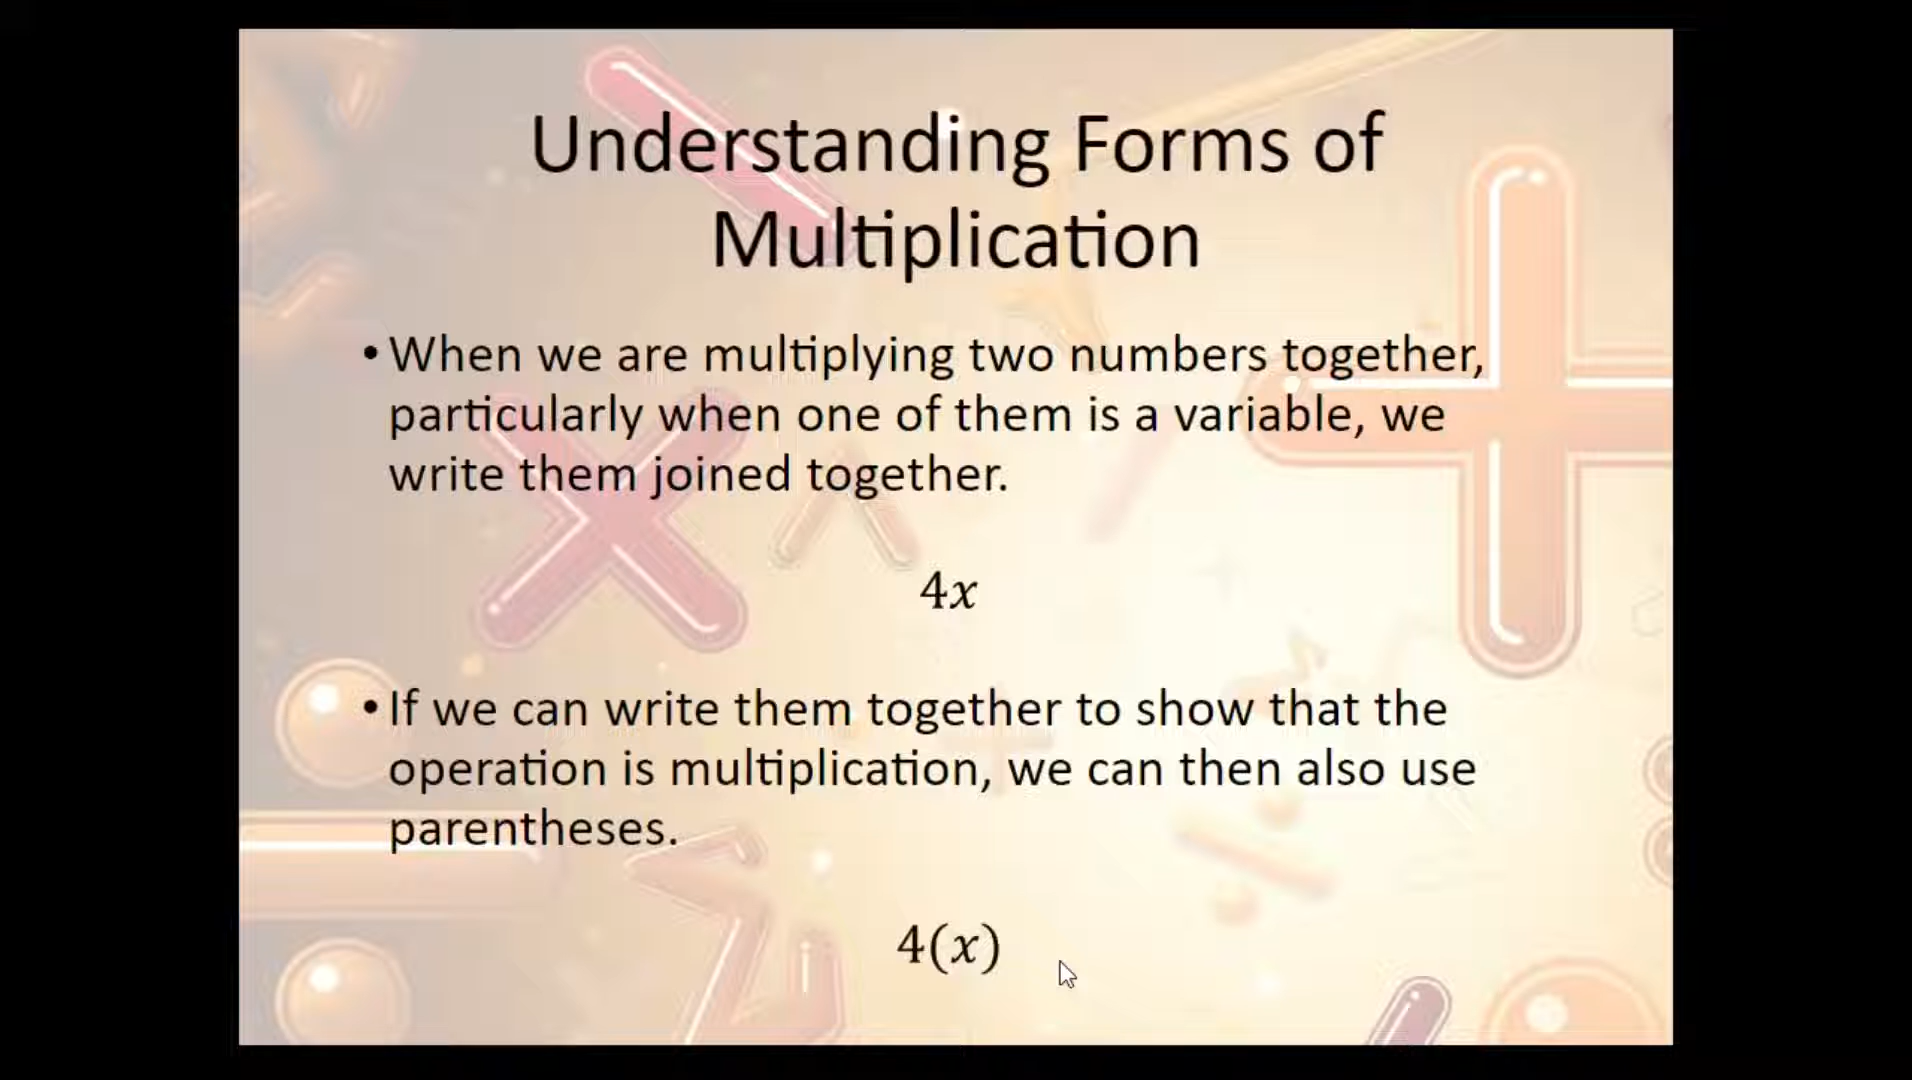 Understanding Forms of
Multiplication
• When we are multiplying two numbers together,
particularly when one of them is a variable, we
write them joined together.
4x
• If we can write them together to show that the
operation is multiplication, we can then also use
parentheses.
4(x)